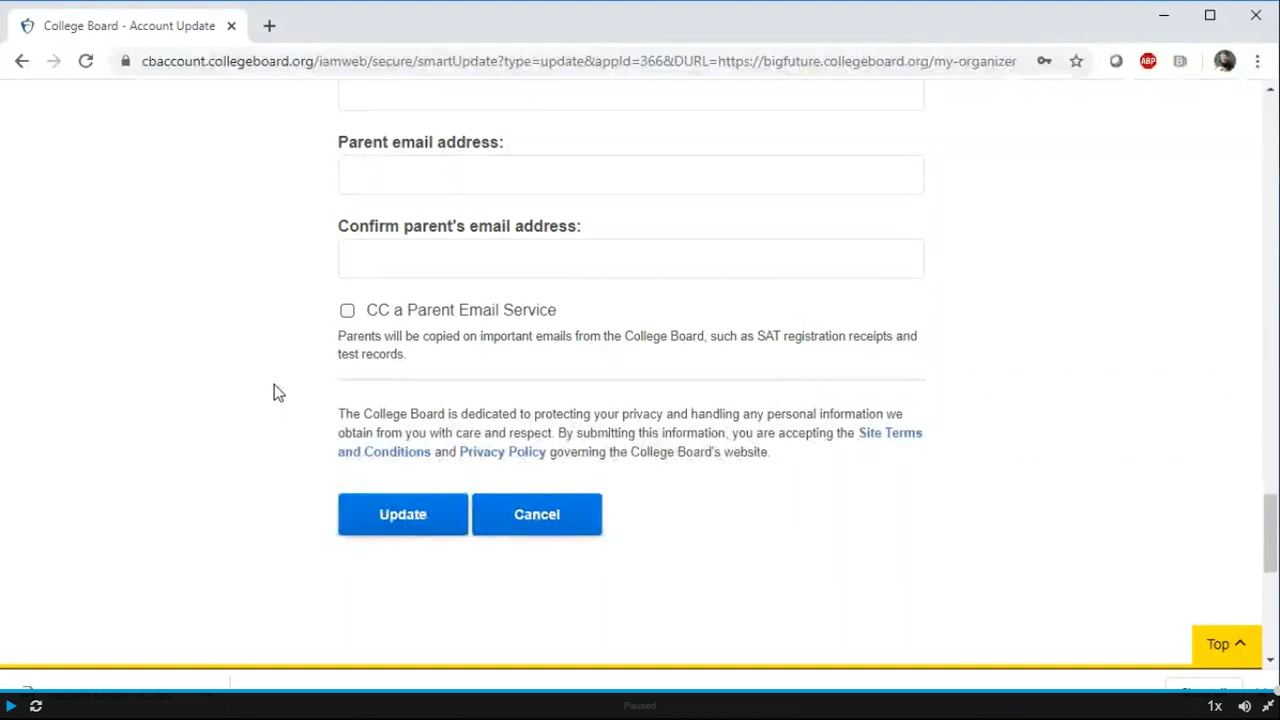 College Board - Account Update
cbaccount.collegeboard.org/iamweb/secure/smartUpdate?type=update&appId=366&DURL=https://bigfuture.collegeboard.org/my-organizer
ABP
Parent email address:
Confirm parent's email address:
CC a Parent Email Service
Parents will be copied on important emails from the College Board, such as SAT registration receipts and
test records.
The College Board is dedicated to protecting your privacy and handling any personal information we
obtain from you with care and respect. By submitting this information, you are accepting the Site Terms
and Conditions and Privacy Policy governing the College Board's website.
Update Cancel
Top
Paused
1x